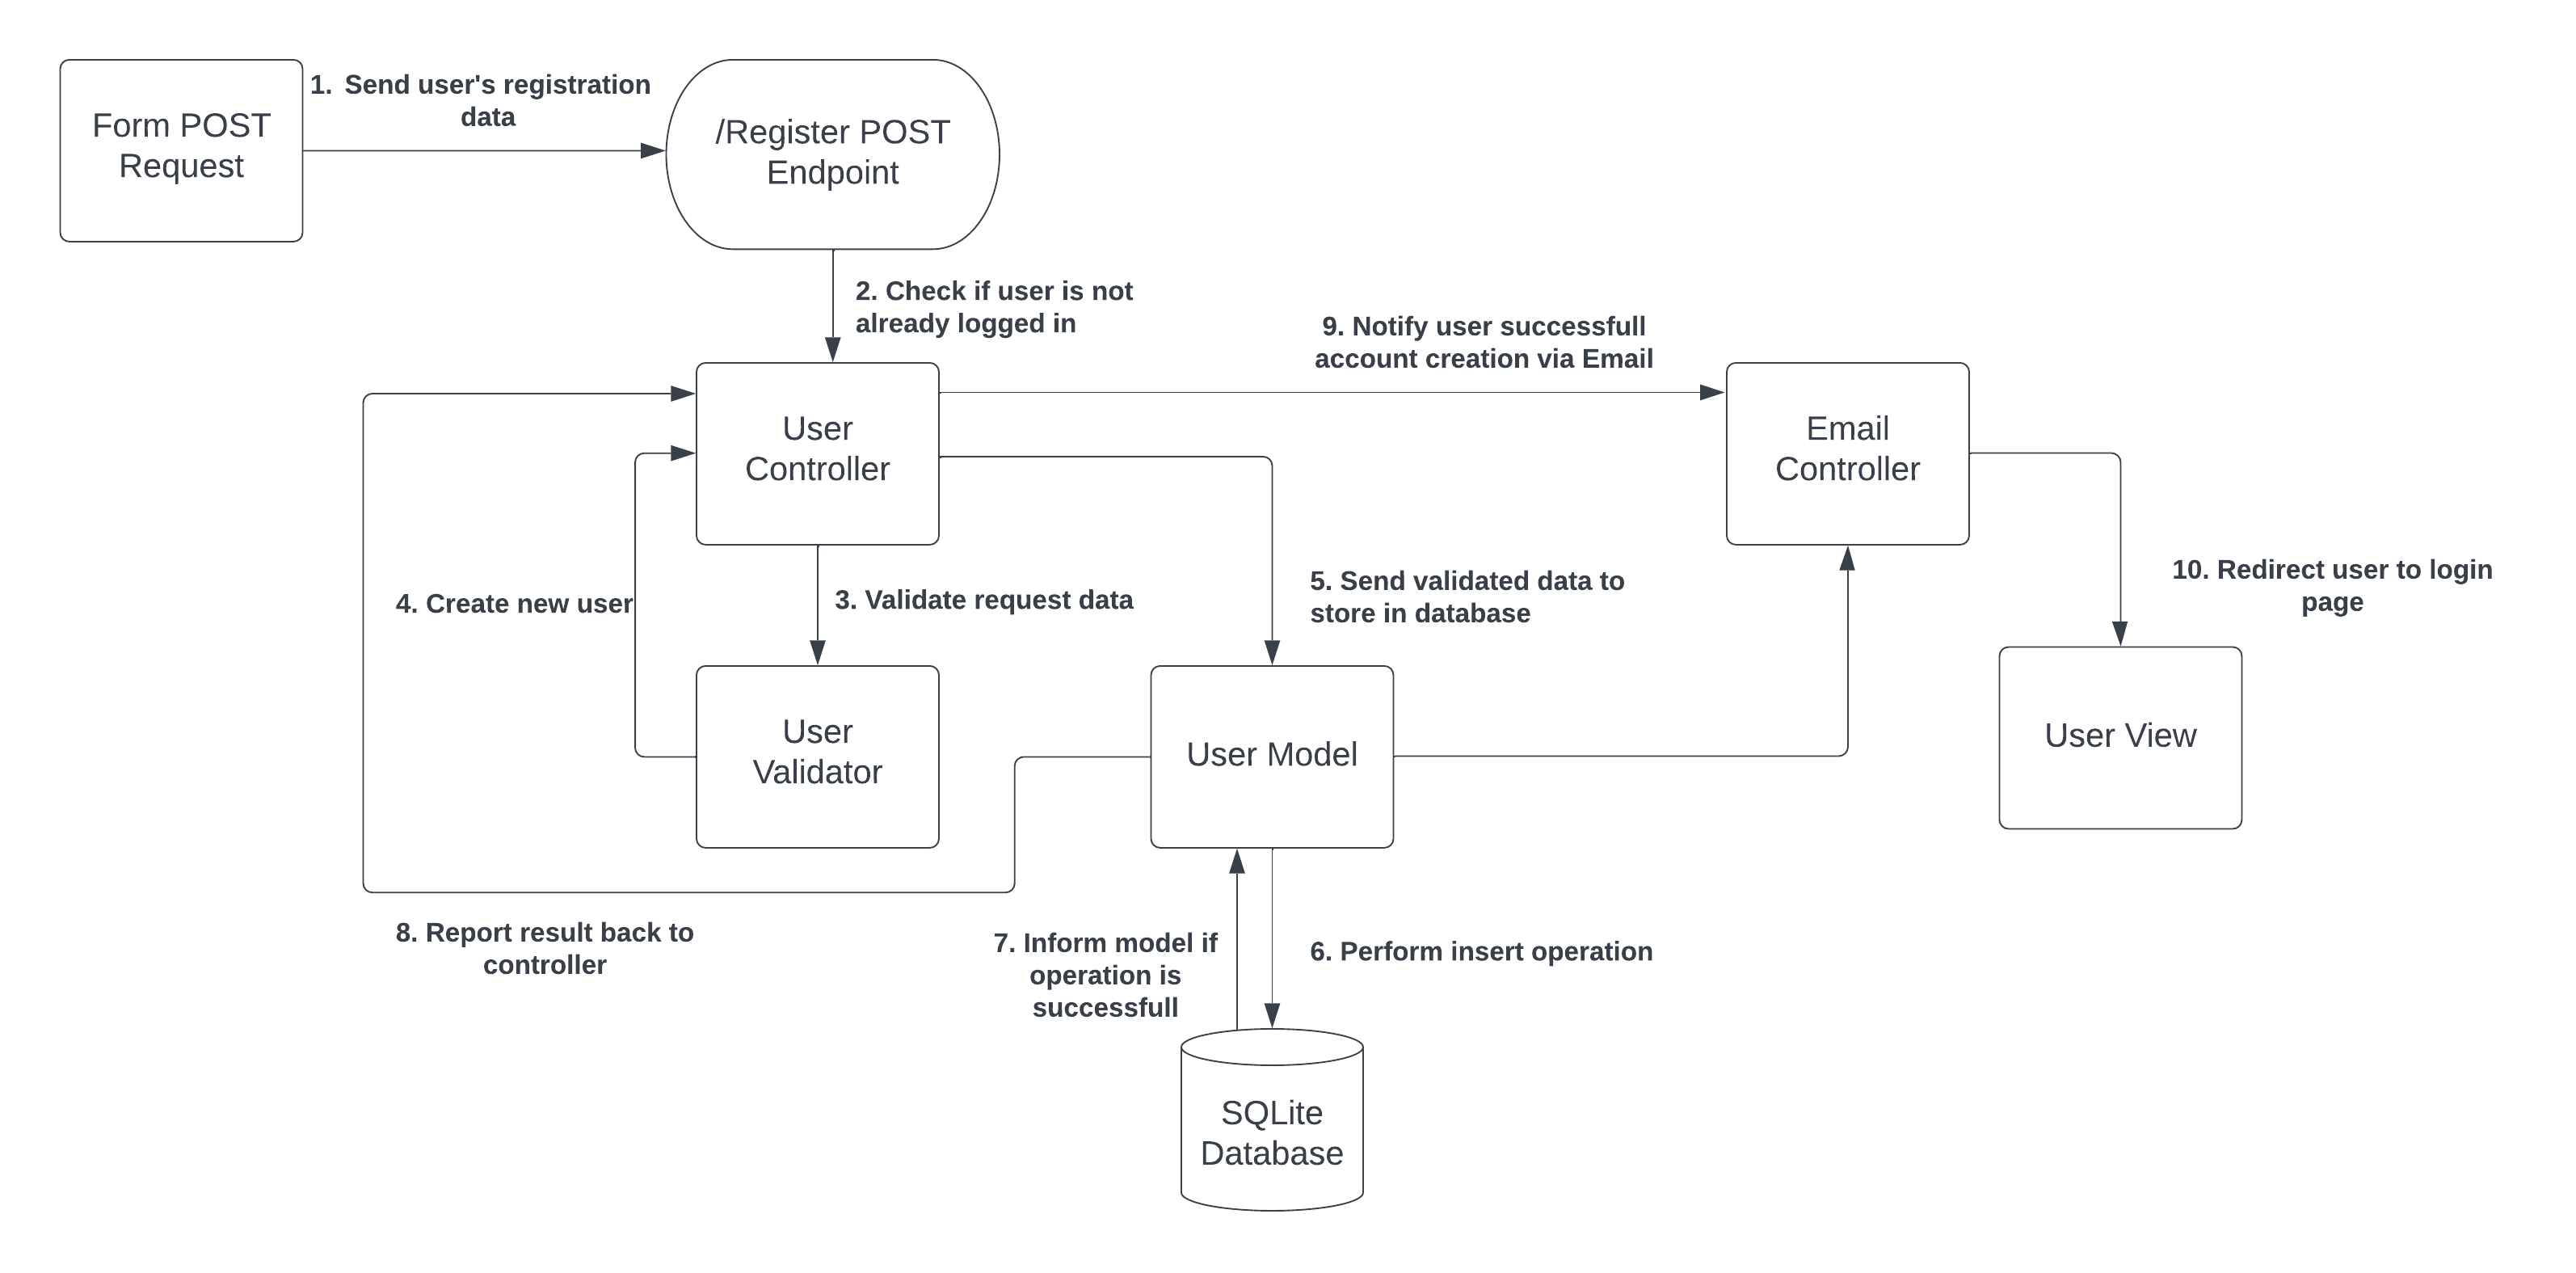 Form POST
Request
1. Send user's registration
data
/Register POST
Endpoint
2. Check if user is not
already logged in
9. Notify user successfull
account creation via Email
User
Controller
Email
Controller
4. Create new user
3. Validate request data
5. Send validated data to
store in database
10. Redirect user to login
page
User
Validator
User Model
User View
8. Report result back to
controller
7. Inform model if
operation is
successfull
6. Perform insert operation
SQLite
Database